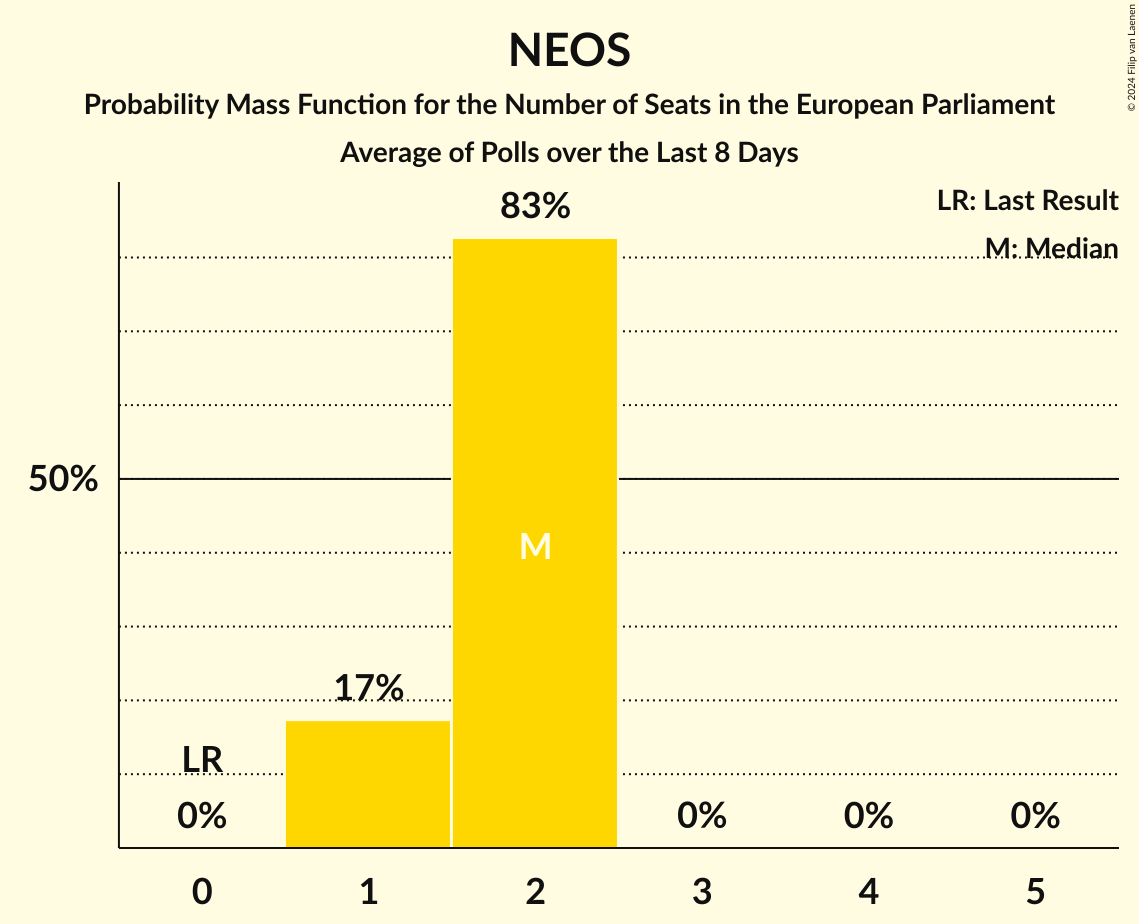 NEOS
Probability Mass Function for the Number of Seats in the European Parliament
Average of Polls over the Last 8 Days
© 2024 Filip van Laenen
LR: Last Result
M: Median
83%
50%
M
17%
LR
0%
0%
0%
0%
0
1
2
3
4
5